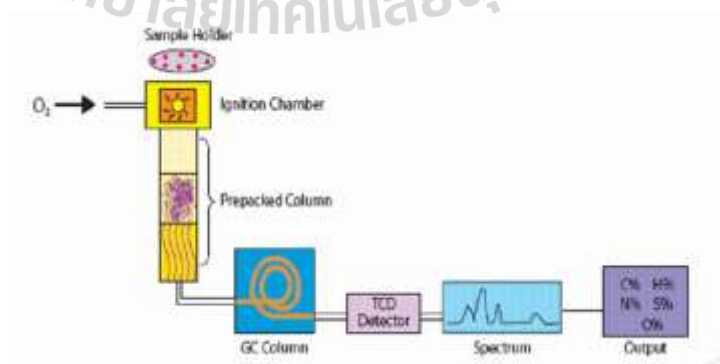 Sample Holder
O2
Ignition Chamber
Prepacked Column
TCD
Detector
GC Column
Spectrum
C% H%
N% S%
O%
Output